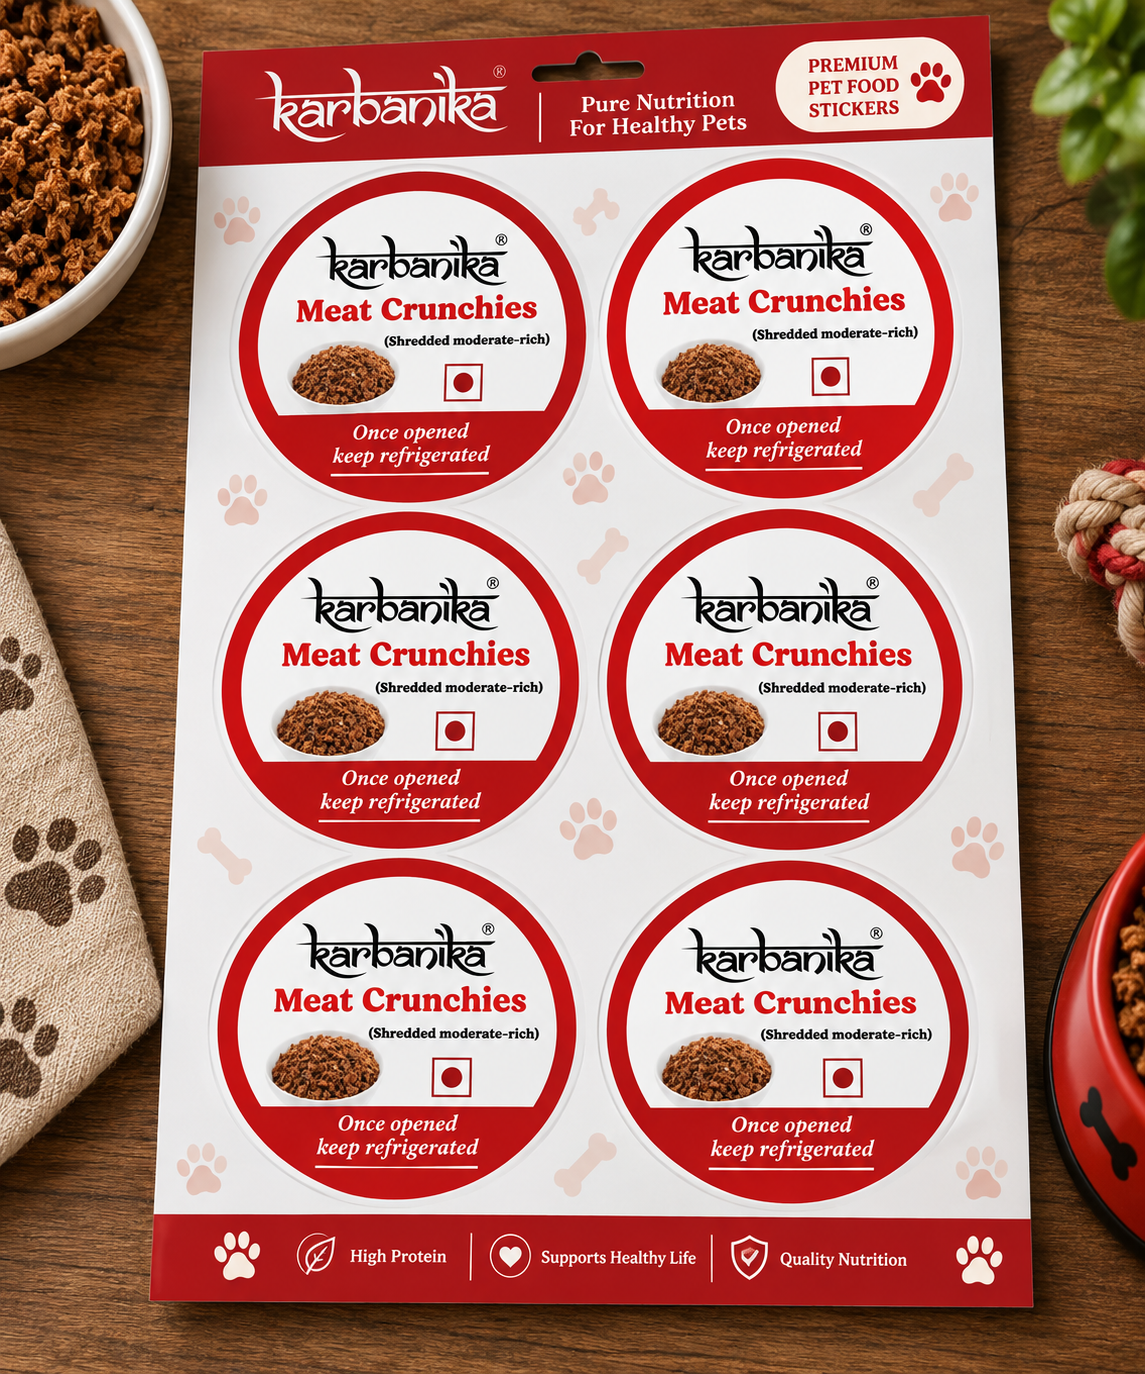 karbanika®
Pure Nutrition
For Healthy Pets
PREMIUM
PET FOOD
STICKERS
karbanika®
Meat Crunchies
(Shredded moderate-rich)
Once opened
keep refrigerated
karbanika®
Meat Crunchies
(Shredded moderate-rich)
Once opened
keep refrigerated
karbanika®
Meat Crunchies
(Shredded moderate-rich)
Once opened
keep refrigerated
karbanika®
Meat Crunchies
(Shredded moderate-rich)
Once opened
keep refrigerated
karbanika®
Meat Crunchies
(Shredded moderate-rich)
Once opened
keep refrigerated
karbanika®
Meat Crunchies
(Shredded moderate-rich)
Once opened
keep refrigerated
High Protein
Supports Healthy Life
Quality Nutrition